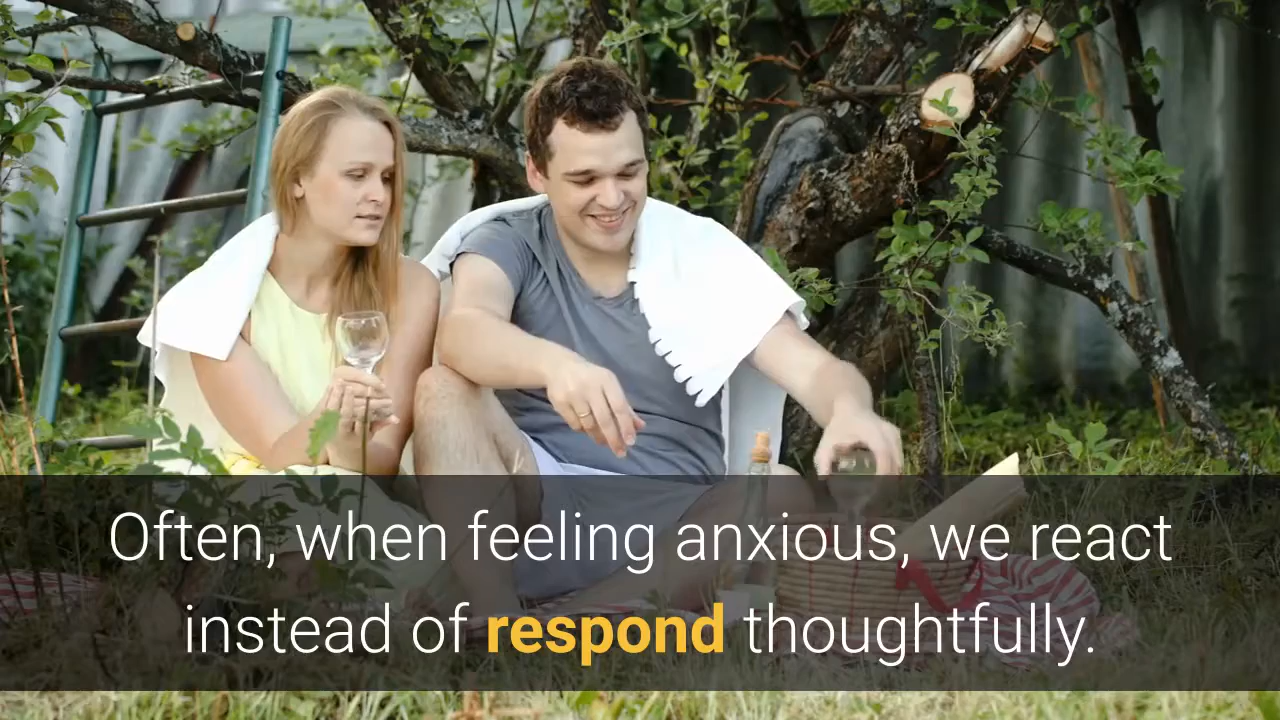 Often, when feeling anxious, we react
instead of respond thoughtfully.